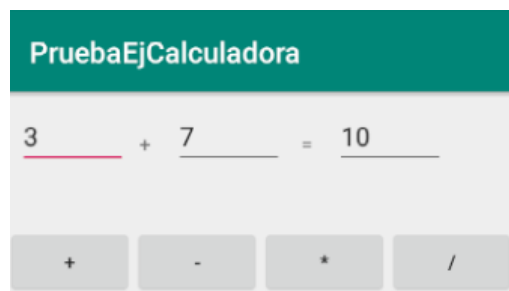 PruebaEjCalculadora
3 + 7 = 10
+ - * /